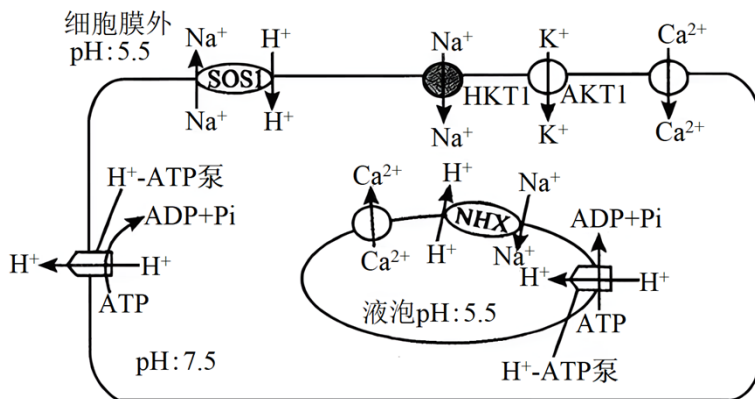 细胞膜外
pH:5.5
Na⁺
H⁺
SOS1
Na⁺
H⁺
Na⁺
HKT1
Na⁺
K⁺
AKT1
K⁺
Ca²⁺
Ca²⁺
H⁺-ATP泵
ADP+Pi
H⁺
H⁺
ATP
pH:7.5
Ca²⁺
Ca²⁺
H⁺
NHX
H⁺
Na⁺
Na⁺
ADP+Pi
H⁺
H⁺
ATP
液泡pH:5.5
H⁺-ATP泵